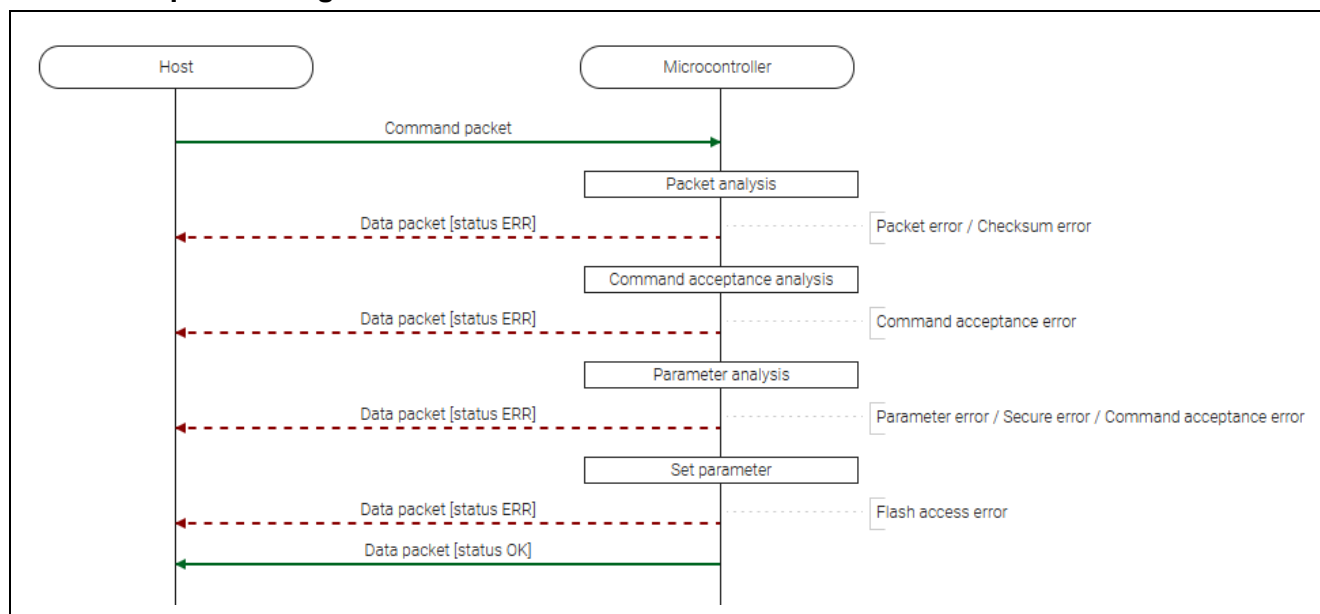 Host
Microcontroller
Command packet
Packet analysis
Data packet [status ERR]
Packet error / Checksum error
Command acceptance analysis
Data packet [status ERR]
Command acceptance error
Parameter analysis
Data packet [status ERR]
Parameter error / Secure error / Command acceptance error
Set parameter
Data packet [status ERR]
Flash access error
Data packet [status OK]